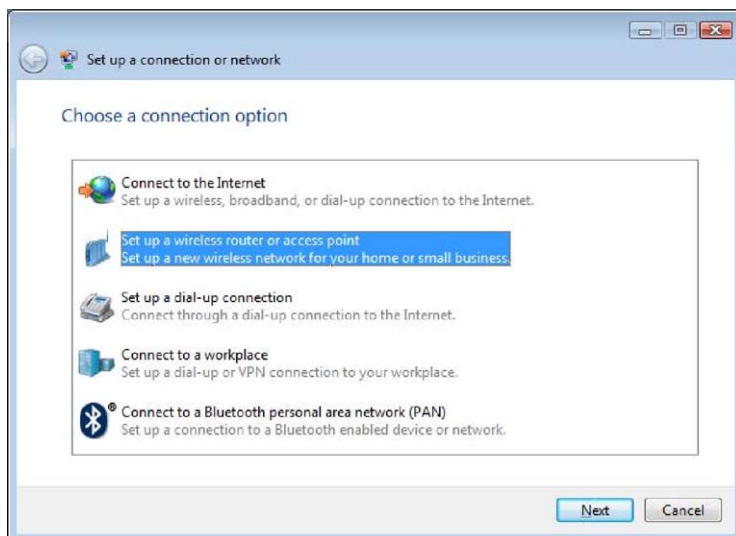 Set up a connection or network
Choose a connection option
Connect to the Internet
Set up a wireless, broadband, or dial-up connection to the Internet.
Set up a wireless router or access point
Set up a new wireless network for your home or small business.
Set up a dial-up connection
Connect through a dial-up connection to the Internet.
Connect to a workplace
Set up a dial-up or VPN connection to your workplace.
Connect to a Bluetooth personal area network (PAN)
Set up a connection to a Bluetooth enabled device or network.
Next Cancel